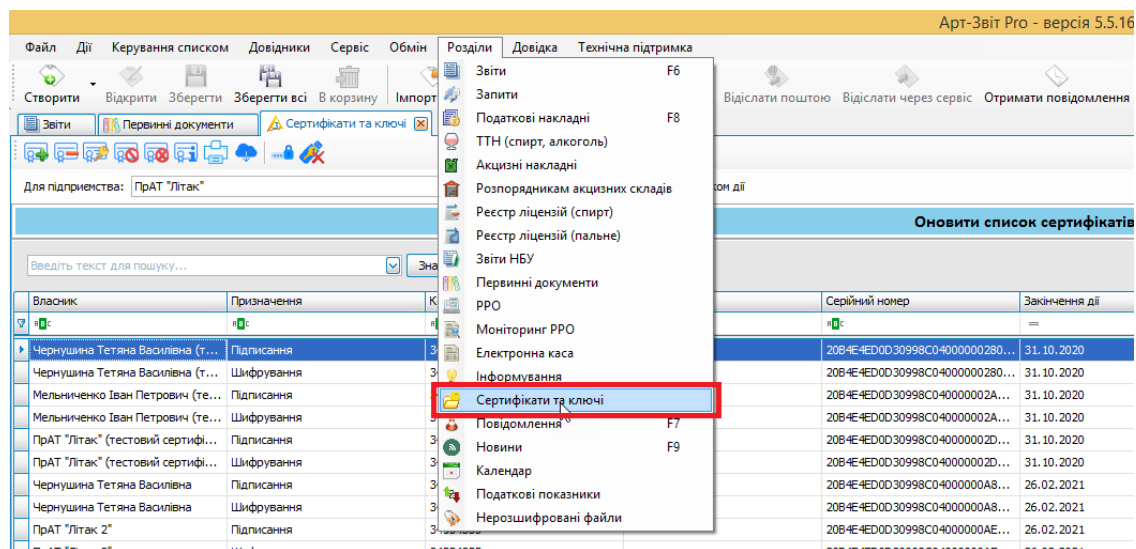 Арт-Звіт Pro - версія 5.5.16
Файл Дії Керування списком Довідники Сервіс Обмін Розділи Довідка Технічна підтримка
Створити Відкрити Зберегти Зберегти всі В корзину Імпорт Відіслати поштою Відіслати через сервіс Отримати повідомлення
Звіти Первинні документи Сертифікати та ключі
Для підприємства: ПрАТ "Літак" ком дії
Оновити список сертифікатів
Введіть текст для пошуку... Зна
Власник Призначення К Серійний номер Закінчення дії
Чернушина Тетяна Василівна (т... Підписання 20B4E4ED0D30998C04000000280... 31.10.2020
Чернушина Тетяна Василівна (т... Шифрування 20B4E4ED0D30998C04000000280... 31.10.2020
Мельниченко Іван Петрович (те... Підписання 20B4E4ED0D30998C040000002A... 31.10.2020
Мельниченко Іван Петрович (те... Шифрування 20B4E4ED0D30998C040000002A... 31.10.2020
ПрАТ "Літак" (тестовий сертифі... Підписання 20B4E4ED0D30998C040000002D... 31.10.2020
ПрАТ "Літак" (тестовий сертифі... Шифрування 20B4E4ED0D30998C040000002D... 31.10.2020
Чернушина Тетяна Василівна Підписання 20B4E4ED0D30998C04000000A8... 26.02.2021
Чернушина Тетяна Василівна Шифрування 20B4E4ED0D30998C04000000A8... 26.02.2021
ПрАТ "Літак 2" Підписання 20B4E4ED0D30998C04000000AE... 26.02.2021
Звіти F6
Запити
Податкові накладні F8
ТТН (спирт, алкоголь)
Акцизні накладні
Розпорядникам акцизних складів
Реєстр ліцензій (спирт)
Реєстр ліцензій (пальне)
Звіти НБУ
Первинні документи
РРО
Моніторинг РРО
Електронна каса
Інформування
Сертифікати та ключі
Повідомлення F7
Новини F9
Календар
Податкові показники
Нерозшифровані файли